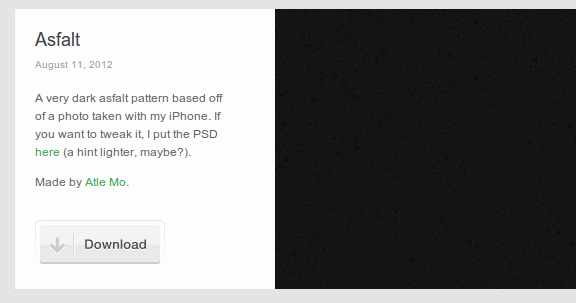 Asfalt
August 11, 2012
A very dark asfalt pattern based off
of a photo taken with my iPhone. If
you want to tweak it, I put the PSD
here (a hint lighter, maybe?).
Made by Atle Mo.
Download